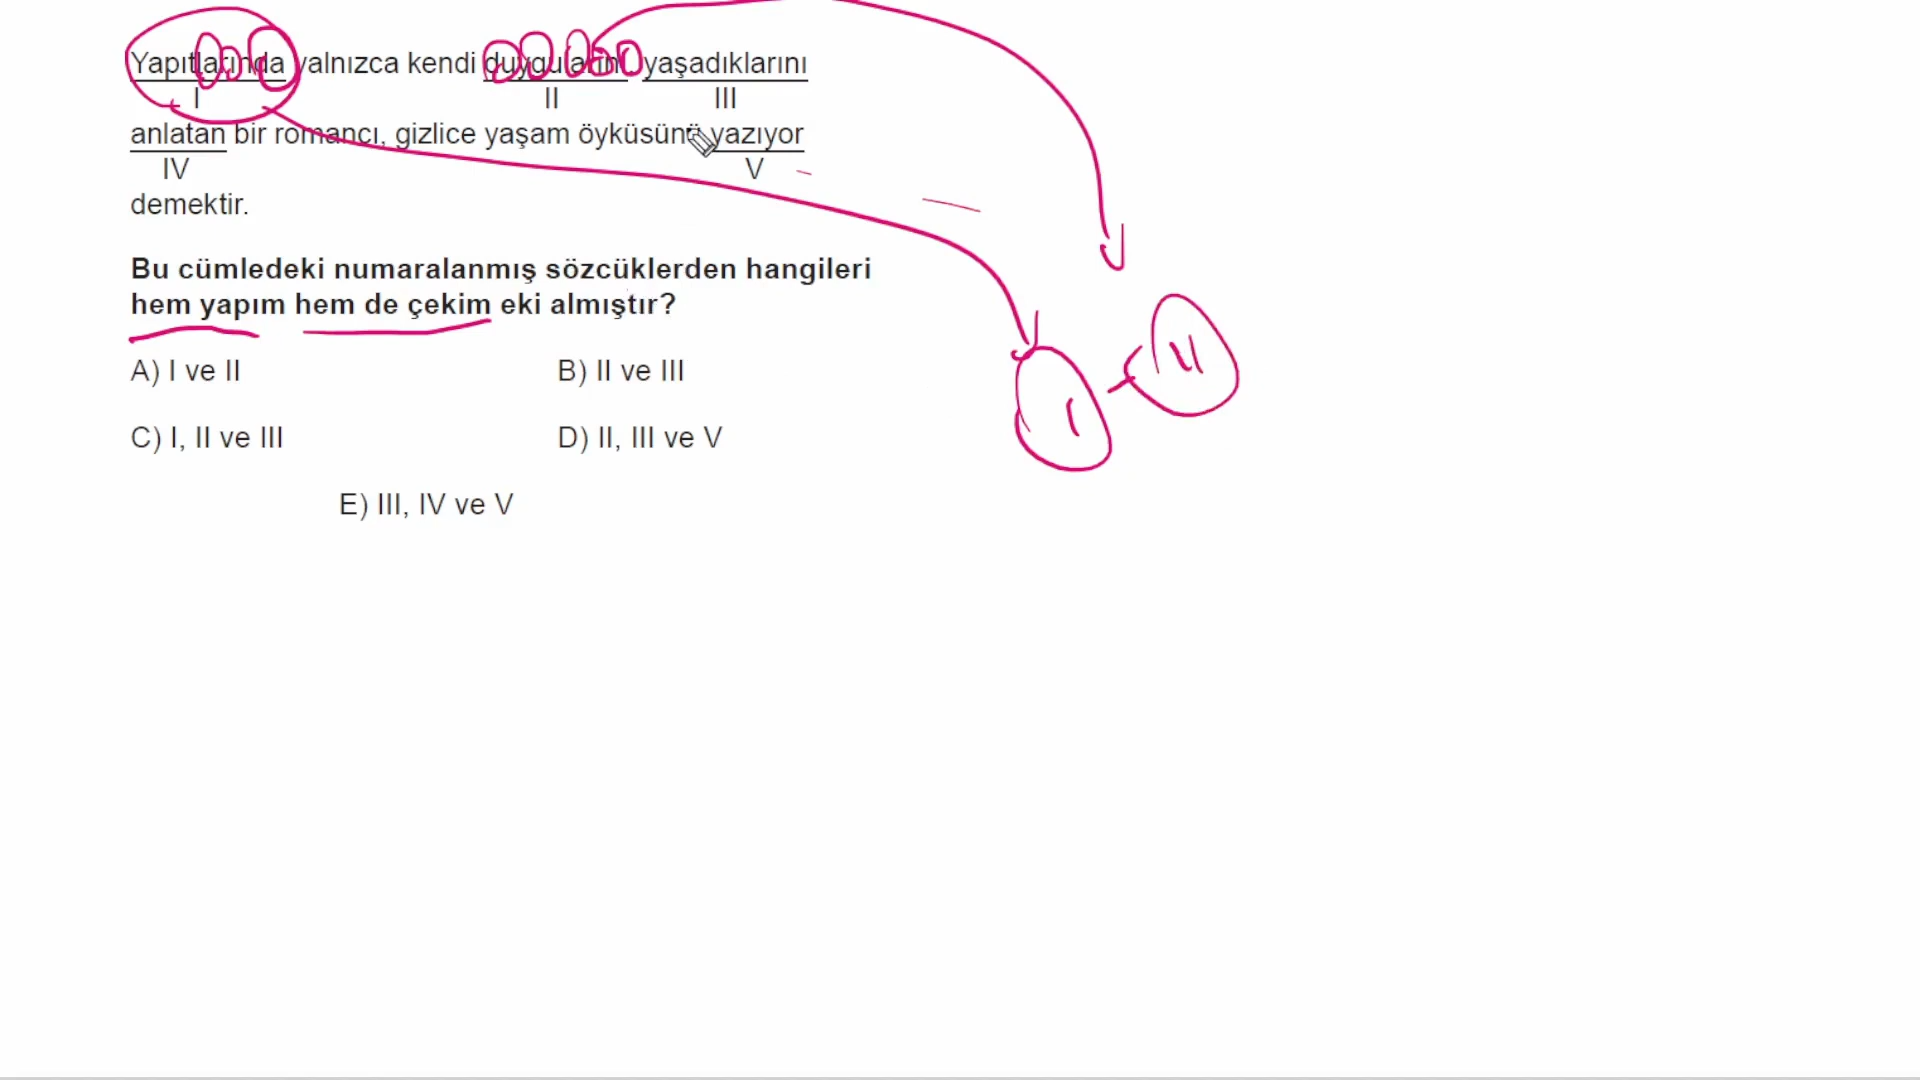 Yapıtlarında yalnızca kendi duygularını, yaşadıklarını
I II III
anlatan bir romancı, gizlice yaşam öyküsünü yazıyor
IV V
demektir.
Bu cümledeki numaralanmış sözcüklerden hangileri
hem yapım hem de çekim eki almıştır?
A) I ve II B) II ve III
C) I, II ve III D) II, III ve V
E) III, IV ve V
I - II